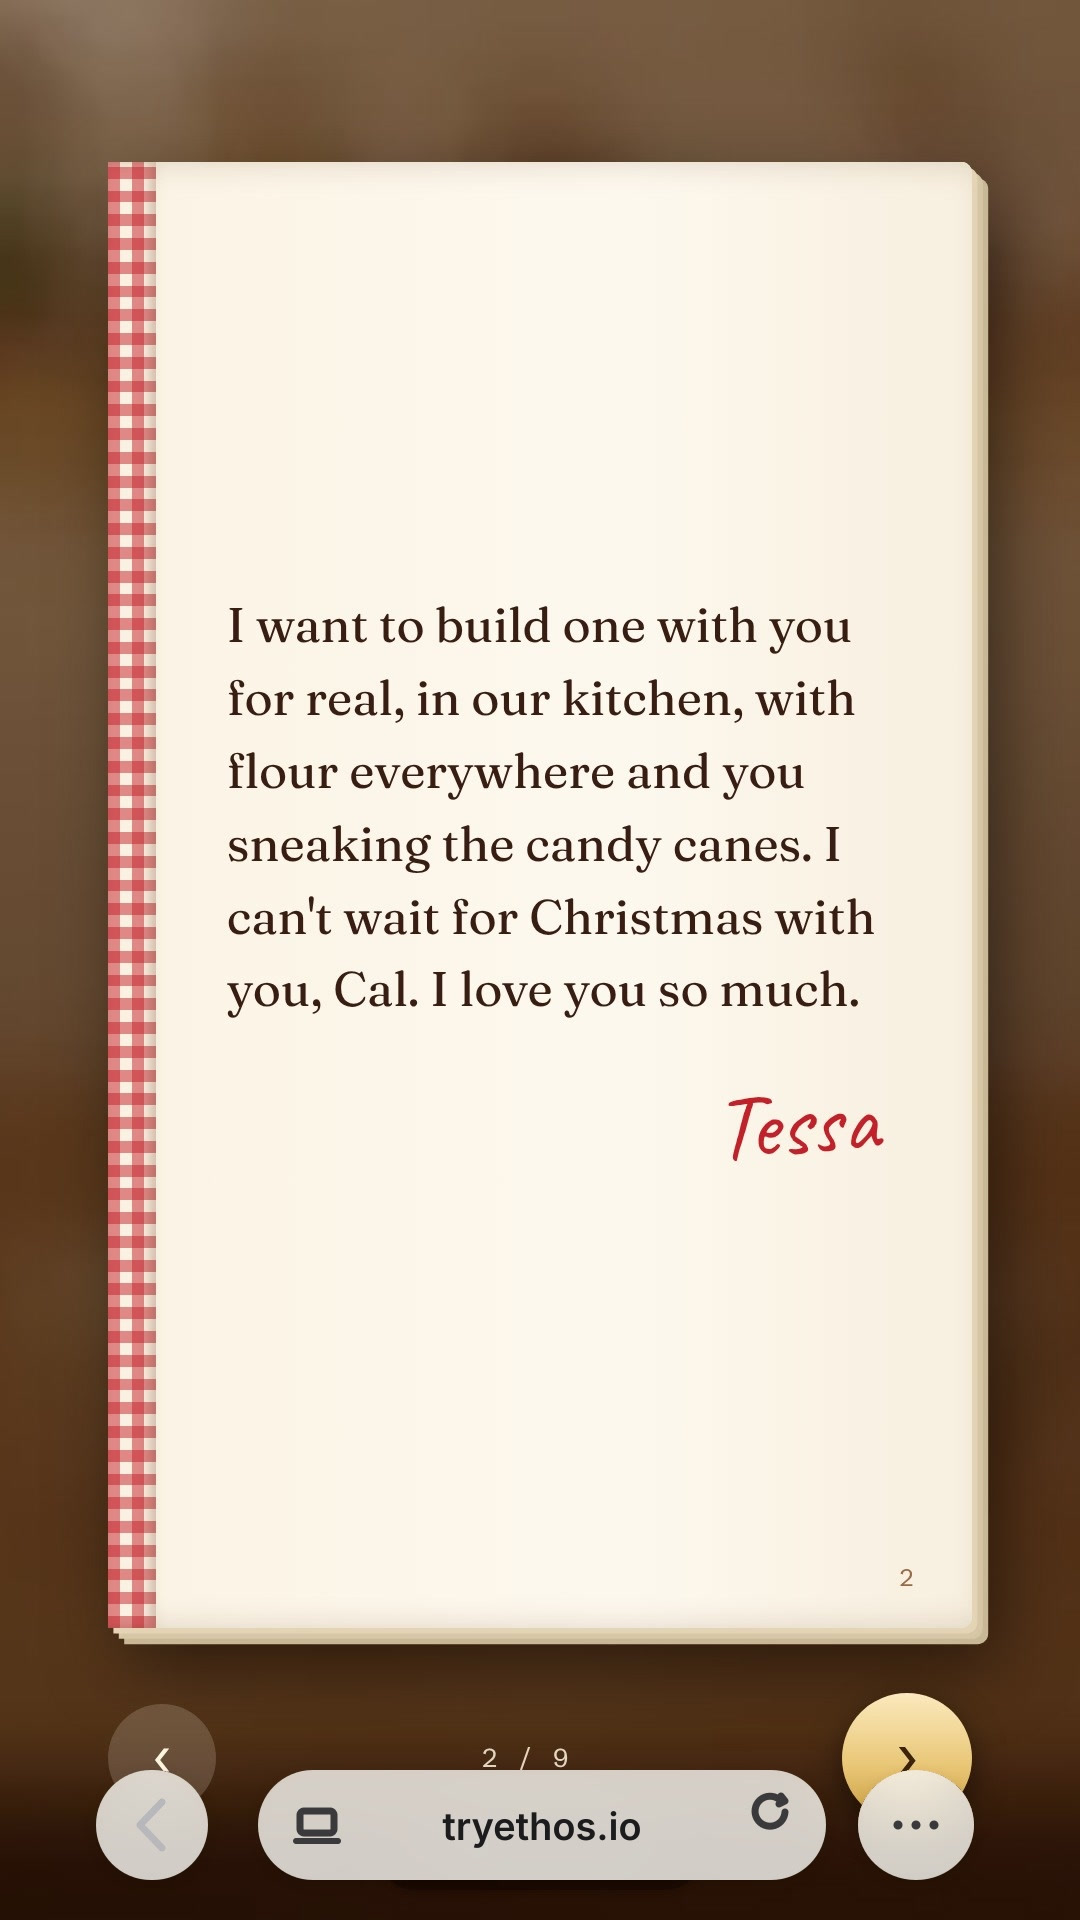 I want to build one with you
for real, in our kitchen, with
flour everywhere and you
sneaking the candy canes. I
can't wait for Christmas with
you, Cal. I love you so much.
Tessa
2
‹
2 / 9
›
tryethos.io